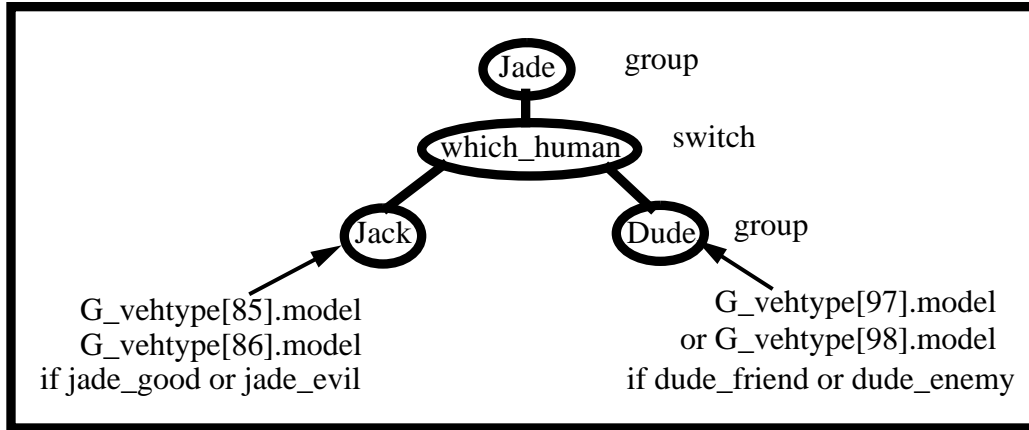 Jade group
which_human switch
Jack Dude group
G_vehtype[85].model
G_vehtype[86].model
if jade_good or jade_evil
G_vehtype[97].model
or G_vehtype[98].model
if dude_friend or dude_enemy